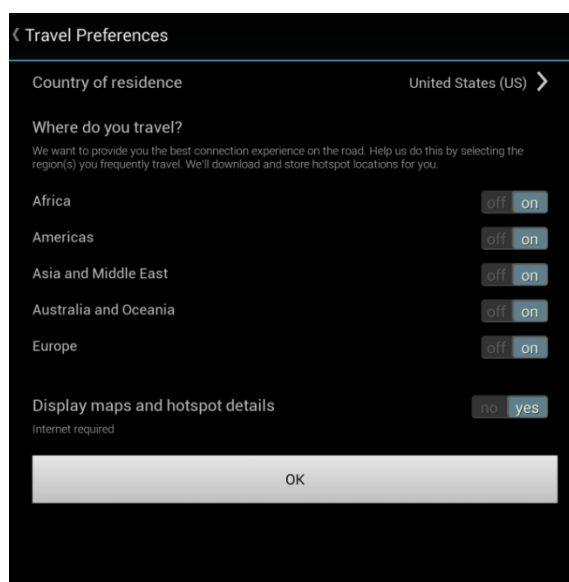 Travel Preferences
Country of residence United States (US)
Where do you travel?
We want to provide you the best connection experience on the road. Help us do this by selecting the
region(s) you frequently travel. We'll download and store hotspot locations for you.
Africa off on
Americas off on
Asia and Middle East off on
Australia and Oceania off on
Europe off on
Display maps and hotspot details no yes
Internet required
OK